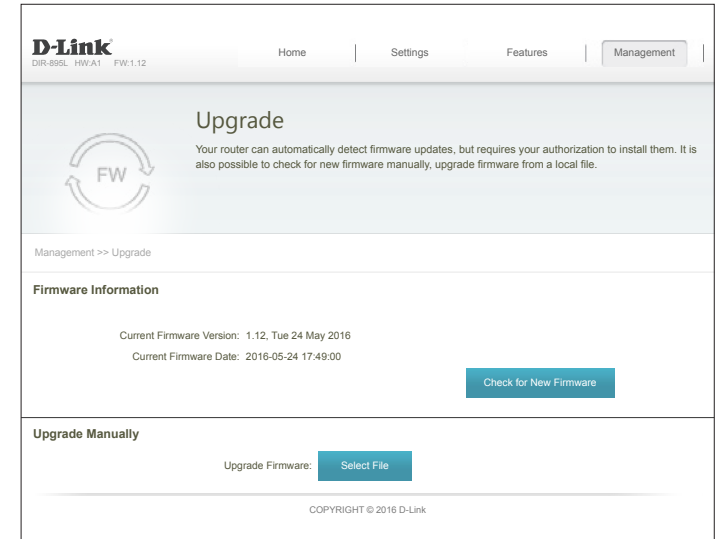 D-Link
DIR-895L HW:A1 FW:1.12
Home Settings Features Management
Upgrade
Your router can automatically detect firmware updates, but requires your authorization to install them. It is
also possible to check for new firmware manually, upgrade firmware from a local file.
FW
Management >> Upgrade
Firmware Information
Current Firmware Version: 1.12, Tue 24 May 2016
Current Firmware Date: 2016-05-24 17:49:00
Check for New Firmware
Upgrade Manually
Upgrade Firmware: Select File
COPYRIGHT © 2016 D-Link